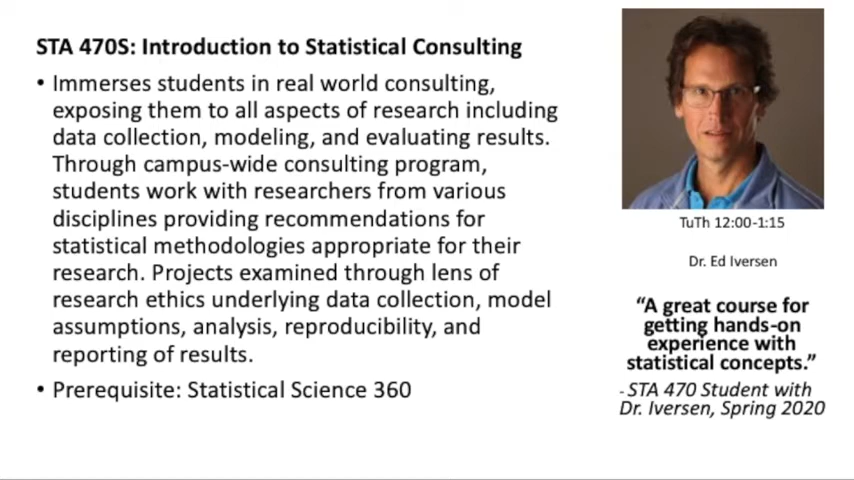 STA 470S: Introduction to Statistical Consulting
• Immerses students in real world consulting,
exposing them to all aspects of research including
data collection, modeling, and evaluating results.
Through campus-wide consulting program,
students work with researchers from various
disciplines providing recommendations for
statistical methodologies appropriate for their
research. Projects examined through lens of
research ethics underlying data collection, model
assumptions, analysis, reproducibility, and
reporting of results.
• Prerequisite: Statistical Science 360
TuTh 12:00-1:15
Dr. Ed Iversen
“A great course for
getting hands-on
experience with
statistical concepts.”
- STA 470 Student with
Dr. Iversen, Spring 2020